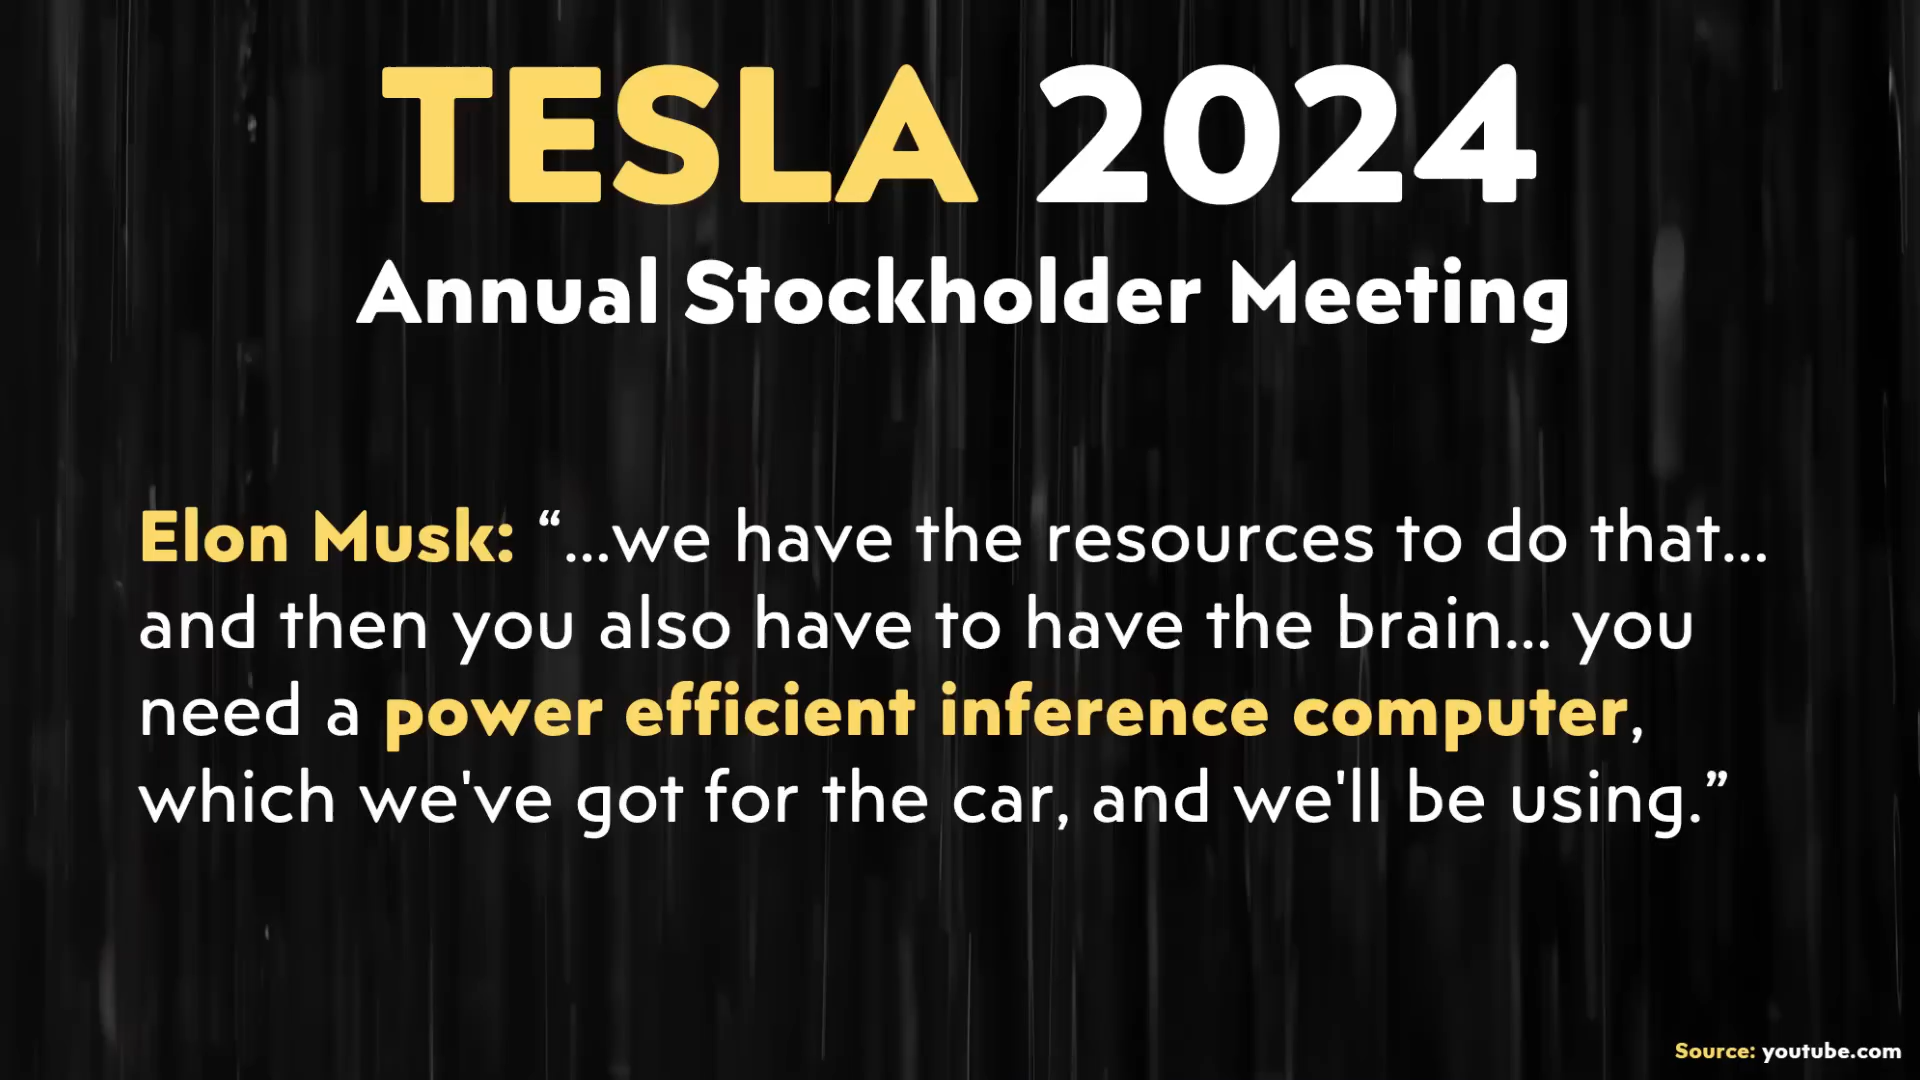 TESLA 2024
Annual Stockholder Meeting
Elon Musk: “...we have the resources to do that...
and then you also have to have the brain... you
need a power efficient inference computer,
which we've got for the car, and we'll be using.”
Source: youtube.com